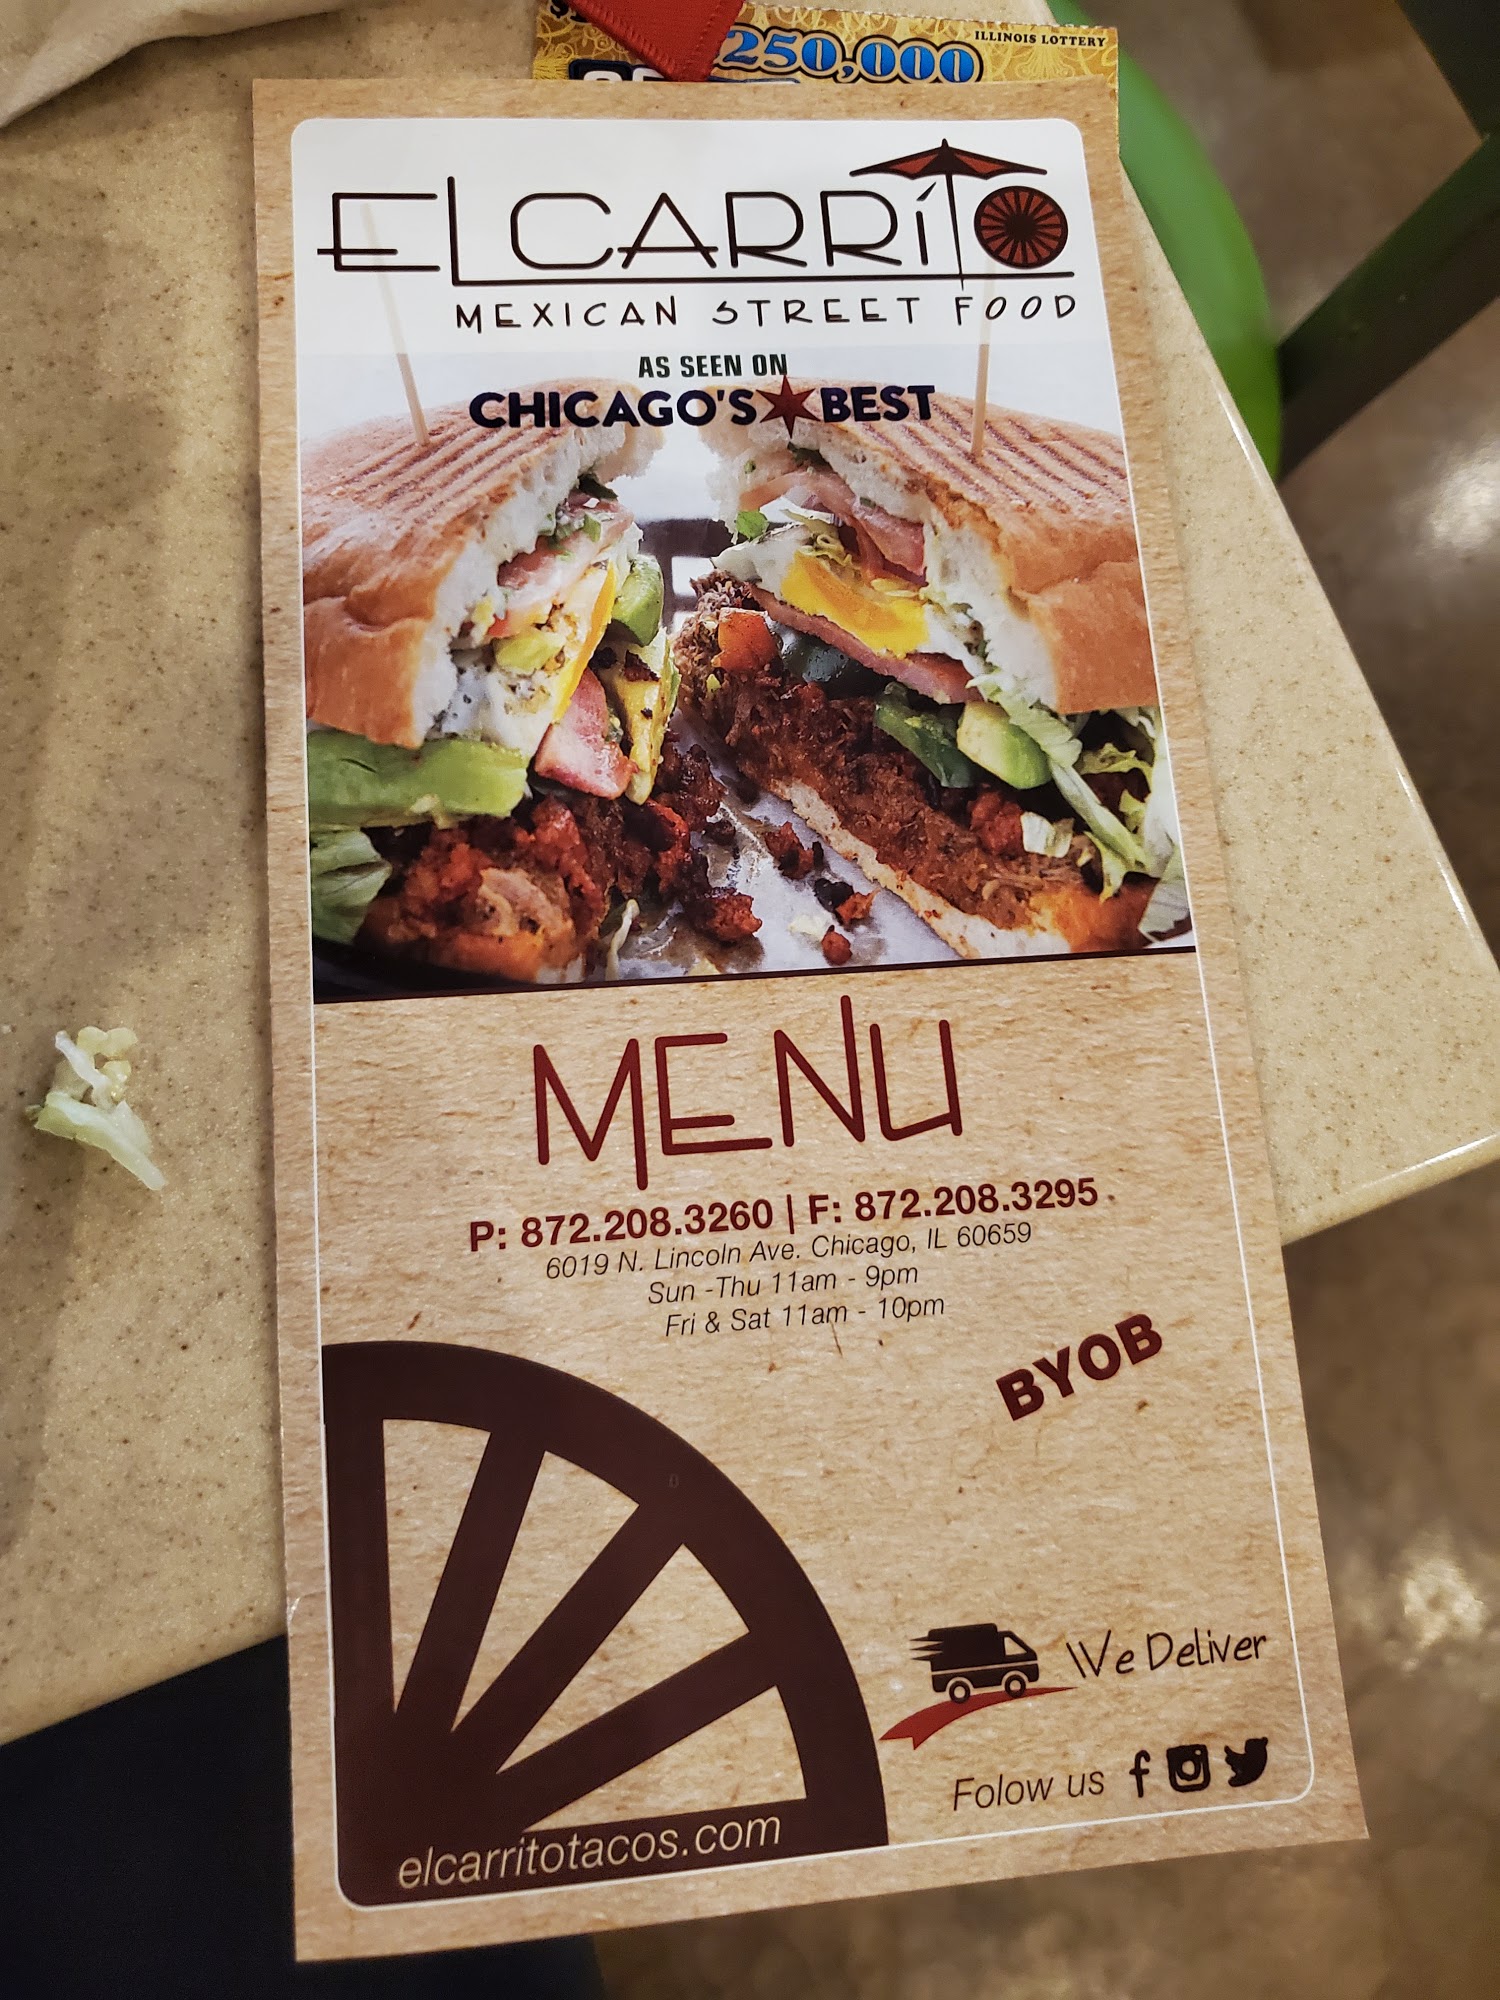 ILLINOIS LOTTERY
250,000
ELCARRíTO
MEXICAN STREET FOOD
AS SEEN ON
CHICAGO'S BEST
MENU
P: 872.208.3260 | F: 872.208.3295
6019 N. Lincoln Ave. Chicago, IL 60659
Sun -Thu 11am - 9pm
Fri & Sat 11am - 10pm
BYOB
We Deliver
Folow us
elcarritotacos.com